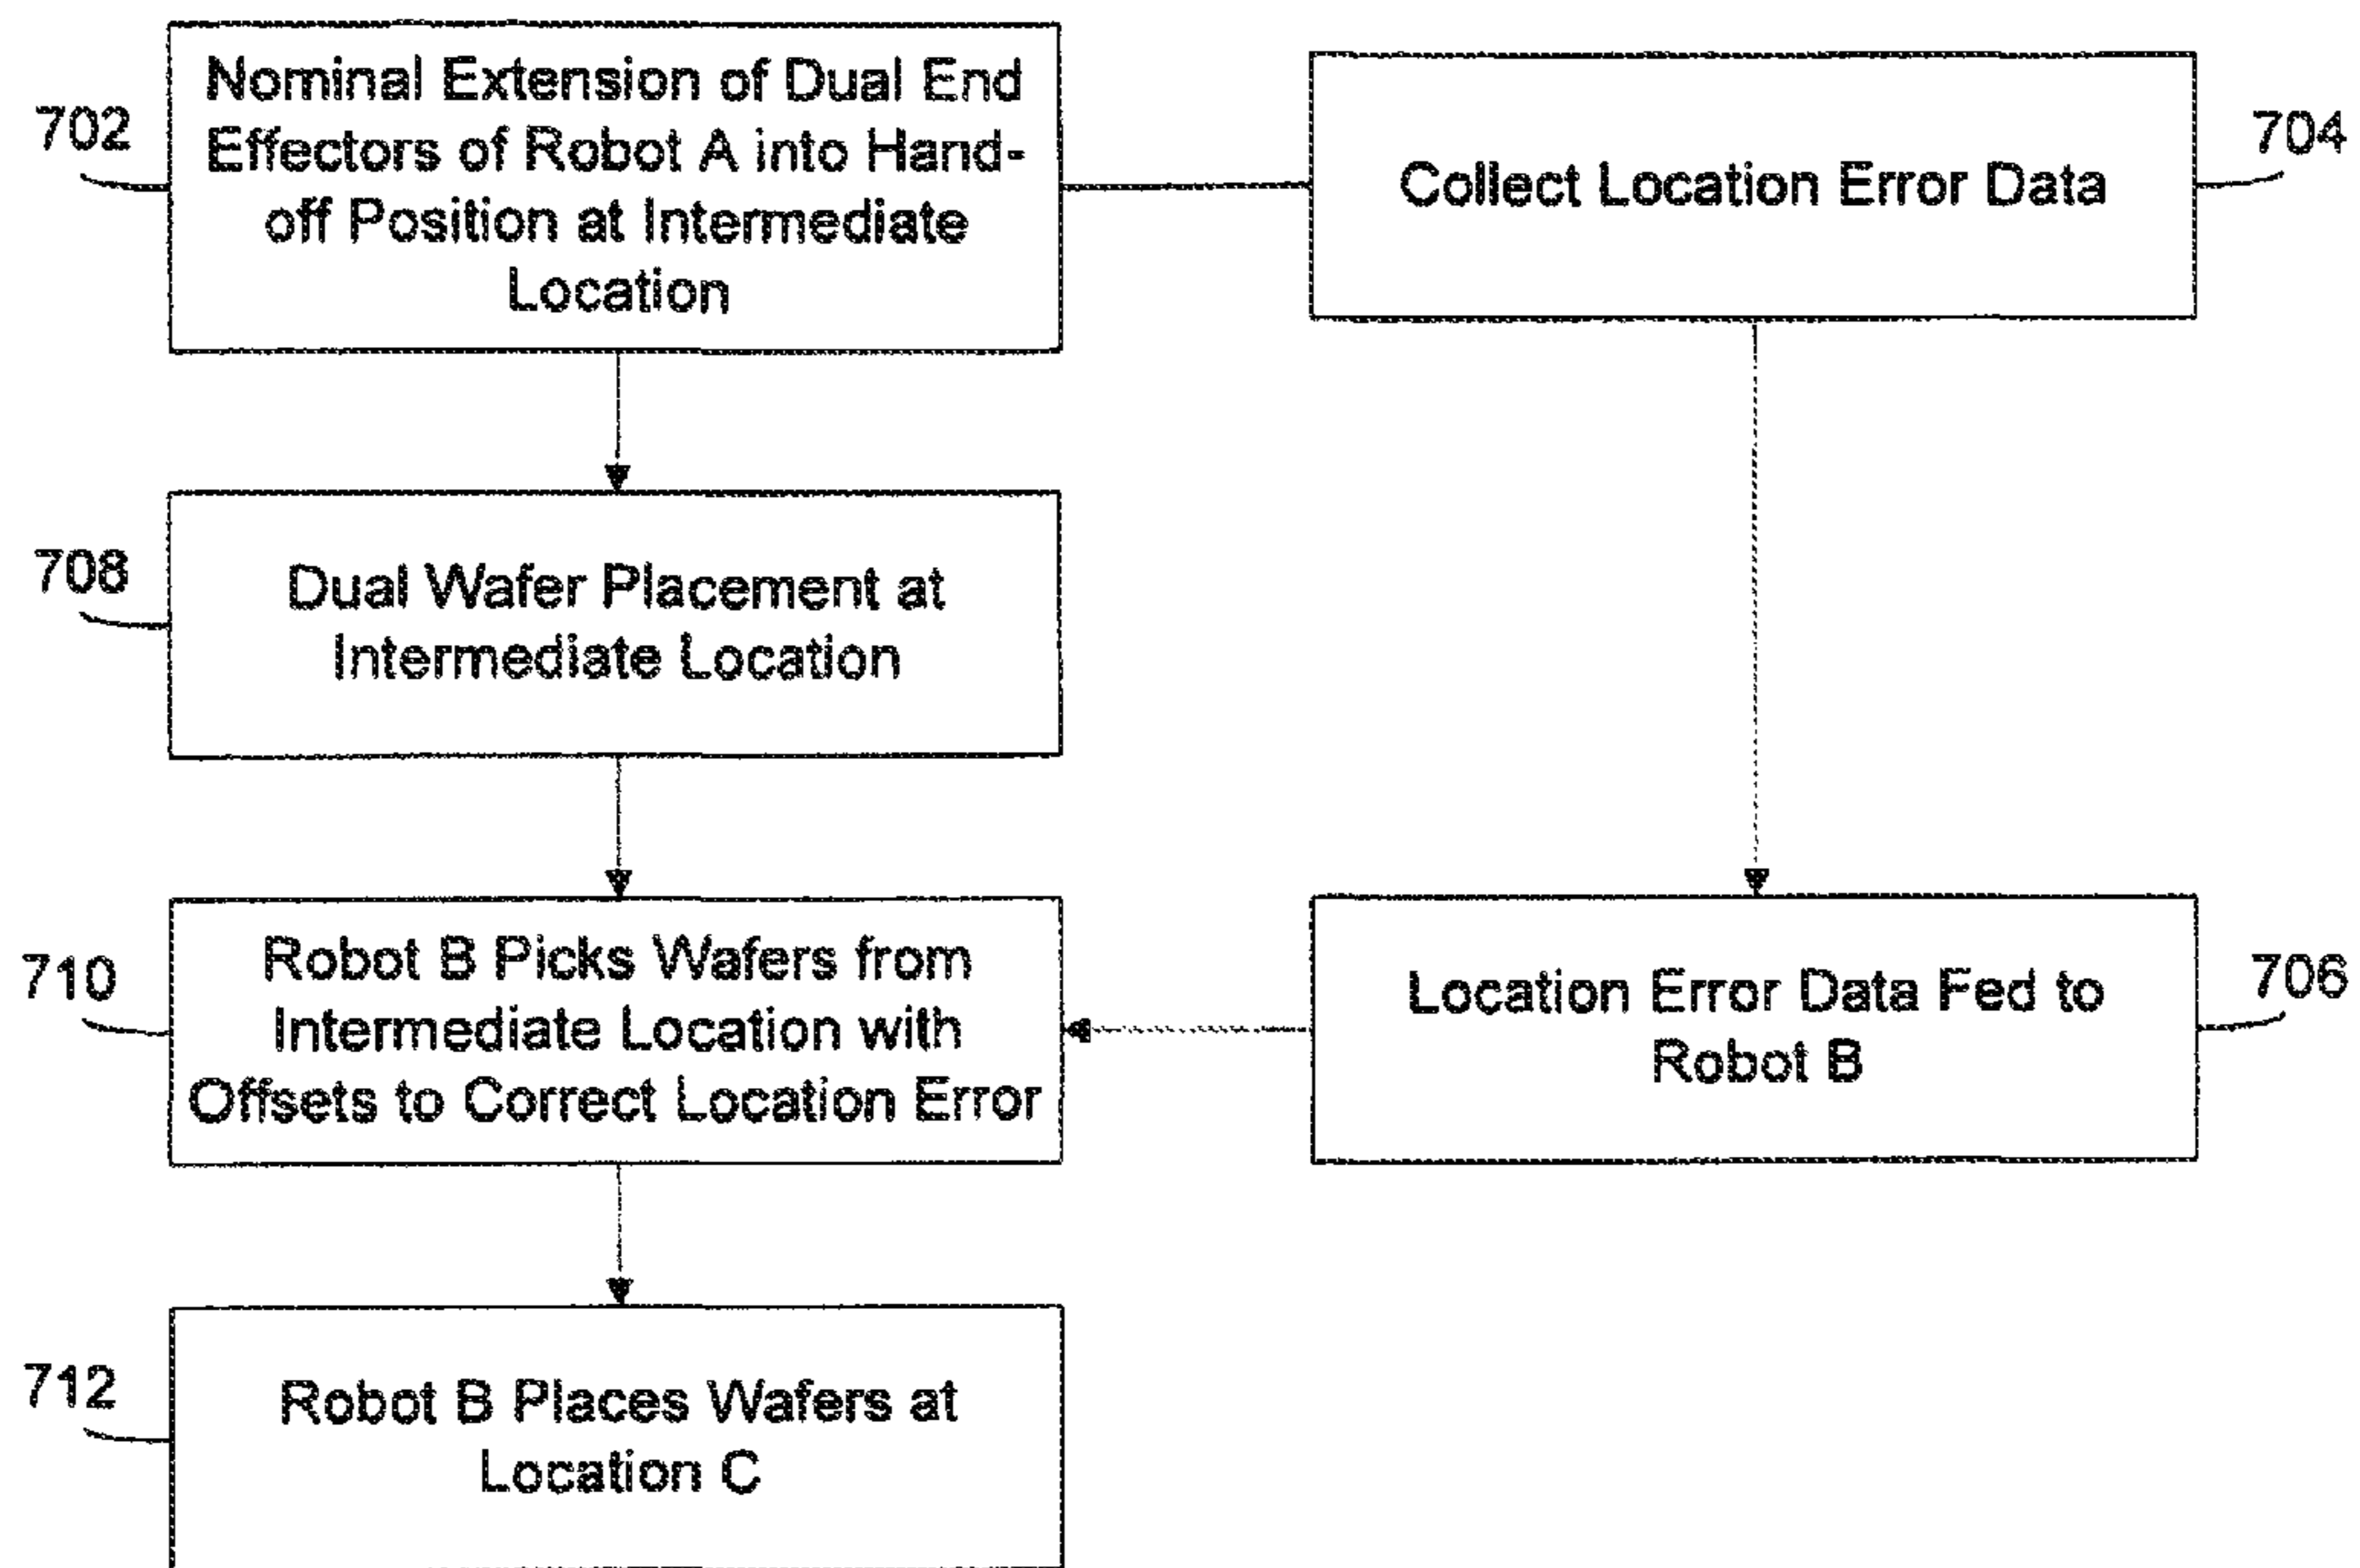 702
Nominal Extension of Dual End
Effectors of Robot A into Hand-
off Position at Intermediate
Location
704
Collect Location Error Data
708
Dual Wafer Placement at
Intermediate Location
710
Robot B Picks Wafers from
Intermediate Location with
Offsets to Correct Location Error
706
Location Error Data Fed to
Robot B
712
Robot B Places Wafers at
Location C